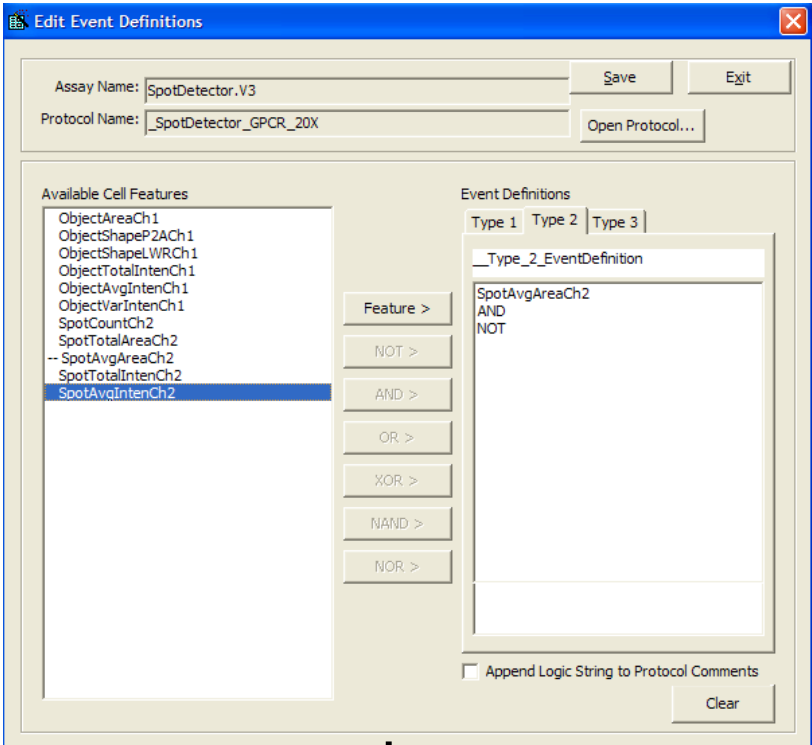 Edit Event Definitions
Assay Name: SpotDetector.V3
Save
Exit
Protocol Name: _SpotDetector_GPCR_20X
Open Protocol...
Available Cell Features
ObjectAreaCh1
ObjectShapeP2ACh1
ObjectShapeLWRCh1
ObjectTotalIntenCh1
ObjectAvgIntenCh1
ObjectVarIntenCh1
SpotCountCh2
SpotTotalAreaCh2
-- SpotAvgAreaCh2
SpotTotalIntenCh2
SpotAvgIntenCh2
Feature >
NOT >
AND >
OR >
XOR >
NAND >
NOR >
Event Definitions
Type 1 Type 2 Type 3
__Type_2_EventDefinition
SpotAvgAreaCh2
AND
NOT
Append Logic String to Protocol Comments
Clear